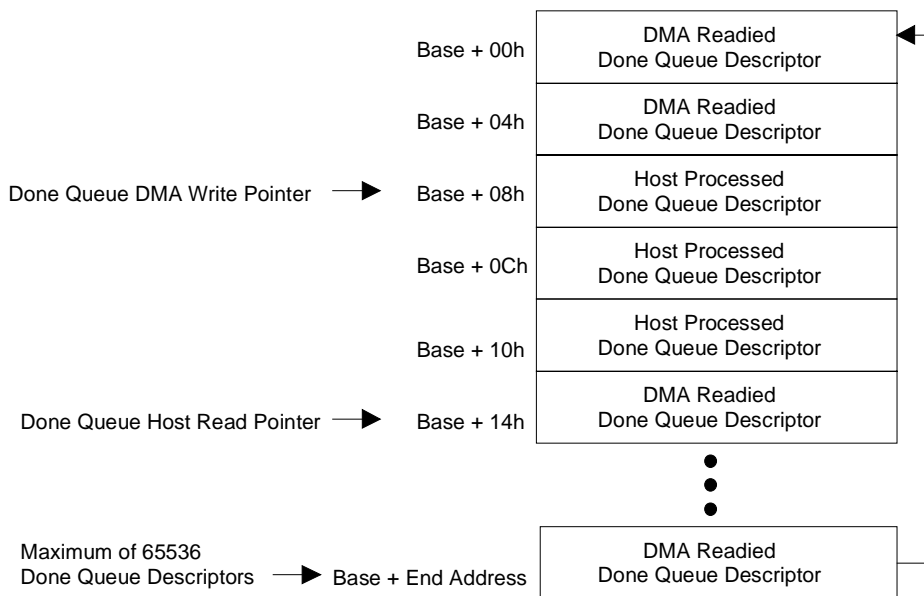 Base + 00h
DMA Readied
Done Queue Descriptor
Base + 04h
DMA Readied
Done Queue Descriptor
Done Queue DMA Write Pointer
Base + 08h
Host Processed
Done Queue Descriptor
Base + 0Ch
Host Processed
Done Queue Descriptor
Base + 10h
Host Processed
Done Queue Descriptor
Done Queue Host Read Pointer
Base + 14h
DMA Readied
Done Queue Descriptor
Maximum of 65536
Done Queue Descriptors
Base + End Address
DMA Readied
Done Queue Descriptor